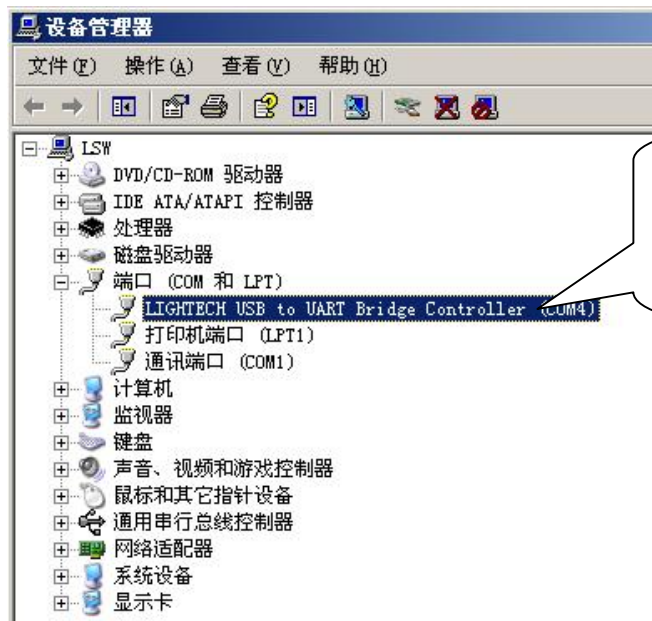 设备管理器
文件(F) 操作(A) 查看(V) 帮助(H)
LSW
DVD/CD-ROM 驱动器
IDE ATA/ATAPI 控制器
处理器
磁盘驱动器
端口 (COM 和 LPT)
LIGHTECH USB to UART Bridge Controller (COM4)
打印机端口 (LPT1)
通讯端口 (COM1)
计算机
监视器
键盘
声音、视频和游戏控制器
鼠标和其它指针设备
通用串行总线控制器
网络适配器
系统设备
显示卡